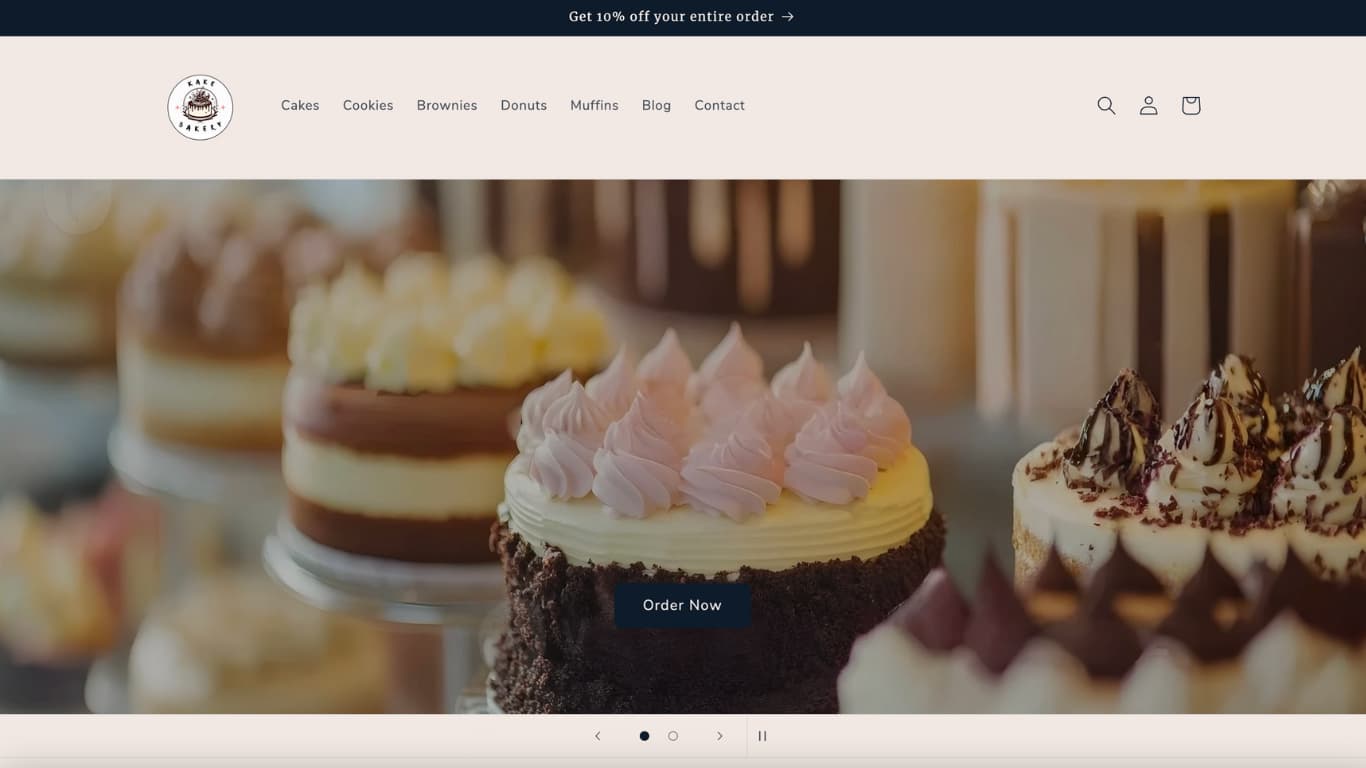 Get 10% off your entire order →
KAKE
BAKERY
Cakes Cookies Brownies Donuts Muffins Blog Contact
Order Now